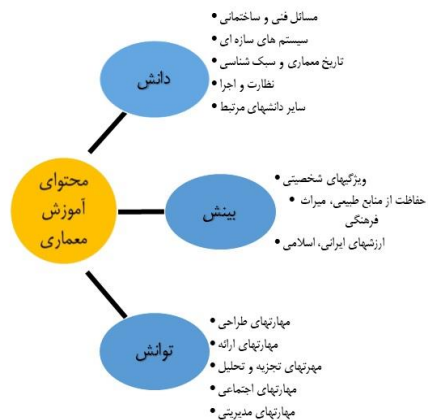 مسائل فنی و ساختمانی
سیستم های سازه ای
تاریخ معماری و سبک شناسی
نظارت و اجرا
سایر دانشهای مرتبط
دانش
محتوای
آموزش
معماری
ویژگیهای شخصیتی
حفاظت از منابع طبیعی، میراث
فرهنگی
ارزشهای ایرانی، اسلامی
بینش
مهارتهای طراحی
مهارتهای ارائه
مهرتهای تجزیه و تحلیل
مهارتهای اجتماعی
مهارتهای مدیریتی
توانش